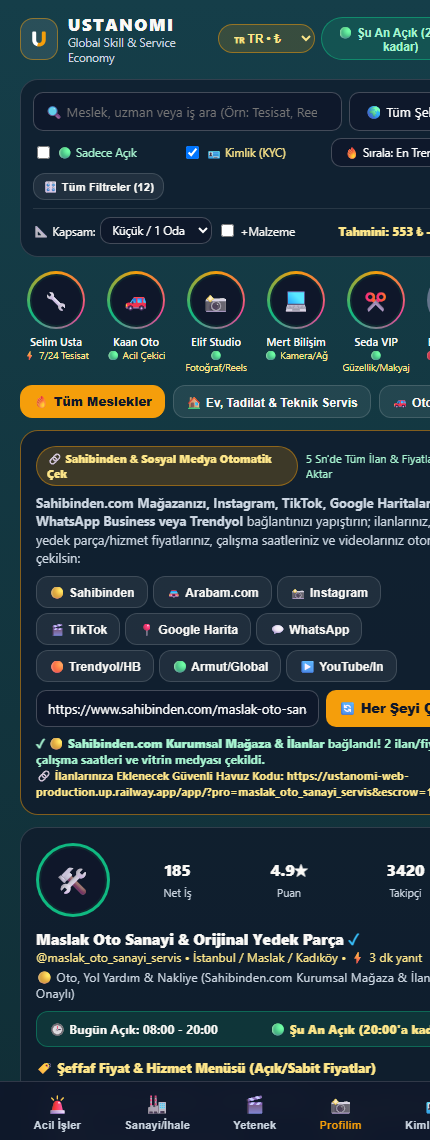 USTANOMI
Global Skill & Service
Economy
TR TR • ₺
Şu An Açık (2
kadar)
Meslek, uzman veya iş ara (Örn: Tesisat, Ree
Tüm Şe
Sadece Açık
Kimlik (KYC)
Sırala: En Tren
Tüm Filtreler (12)
Kapsam:
Küçük / 1 Oda
+Malzeme
Tahmini: 553 ₺ -
Selim Usta
7/24 Tesisat
Kaan Oto
Acil Çekici
Elif Studio
Fotoğraf/Reels
Mert Bilişim
Kamera/Ağ
Seda VIP
Güzellik/Makyaj
Tüm Meslekler
Ev, Tadilat & Teknik Servis
Oto
Sahibinden & Sosyal Medya Otomatik
Çek
5 Sn'de Tüm İlan & Fiyatla
Aktar
Sahibinden.com Mağazanızı, Instagram, TikTok, Google Haritalar
WhatsApp Business veya Trendyol bağlantınızı yapıştırın; ilanlarınız,
yedek parça/hizmet fiyatlarınız, çalışma saatleriniz ve videolarınız oto
çekilsin:
Sahibinden
Arabam.com
Instagram
TikTok
Google Harita
WhatsApp
Trendyol/HB
Armut/Global
YouTube/In
https://www.sahibinden.com/maslak-oto-san
Her Şeyi Ç
✓ Sahibinden.com Kurumsal Mağaza & İlanlar bağlandı! 2 ilan/fiy
çalışma saatleri ve vitrin medyası çekildi.
İlanlarınıza Eklenecek Güvenli Havuz Kodu: https://ustanomi-web-
production.up.railway.app/app/?pro=maslak_oto_sanayi_servis&escrow=1
185
Net İş
4.9★
Puan
3420
Takipçi
Maslak Oto Sanayi & Orijinal Yedek Parça ✓
@maslak_oto_sanayi_servis • İstanbul / Maslak / Kadıköy • 3 dk yanıt
Oto, Yol Yardım & Nakliye (Sahibinden.com Kurumsal Mağaza & İlan
Onaylı)
Bugün Açık: 08:00 - 20:00
Şu An Açık (20:00'a kad
Şeffaf Fiyat & Hizmet Menüsü (Açık/Sabit Fiyatlar)
Acil İşler
Sanayi/İhale
Yetenek
Profilim
Kiml